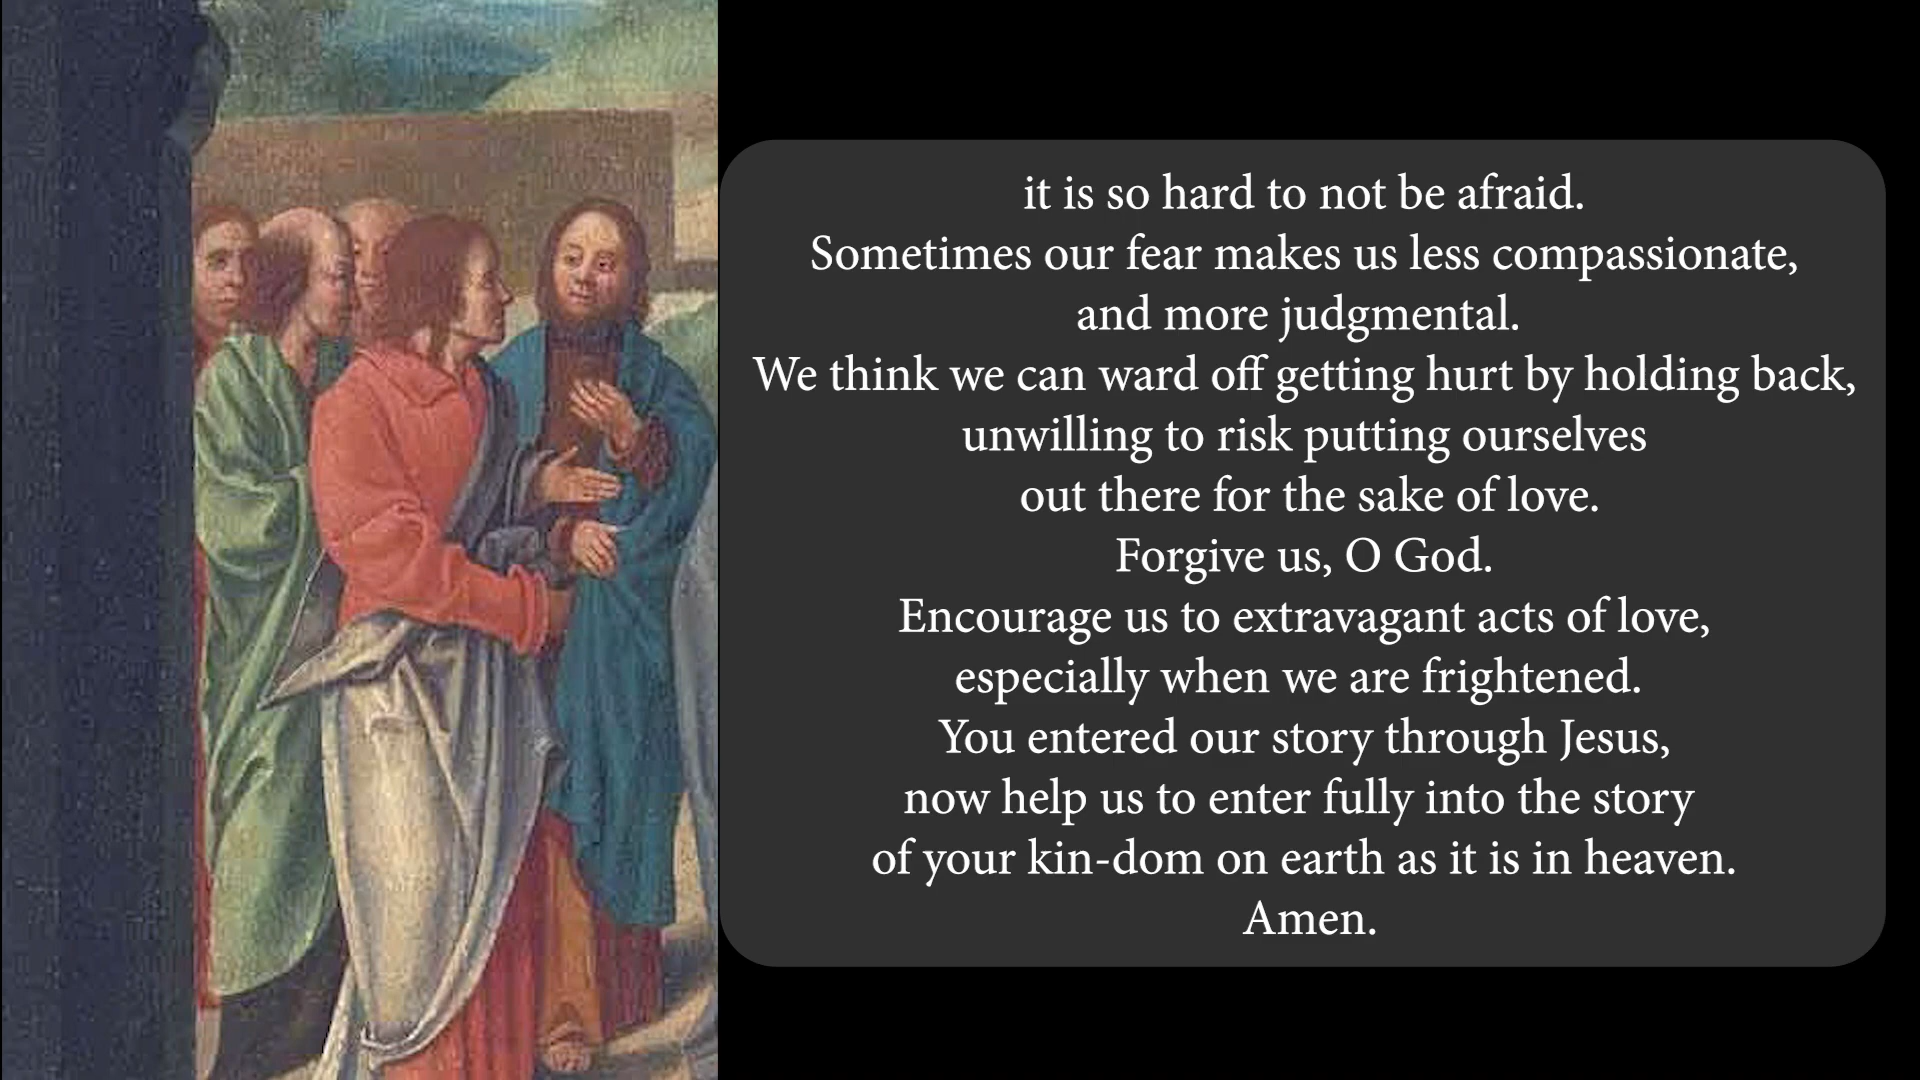 it is so hard to not be afraid.
Sometimes our fear makes us less compassionate,
and more judgmental.
We think we can ward off getting hurt by holding back,
unwilling to risk putting ourselves
out there for the sake of love.
Forgive us, O God.
Encourage us to extravagant acts of love,
especially when we are frightened.
You entered our story through Jesus,
now help us to enter fully into the story
of your kin-dom on earth as it is in heaven.
Amen.